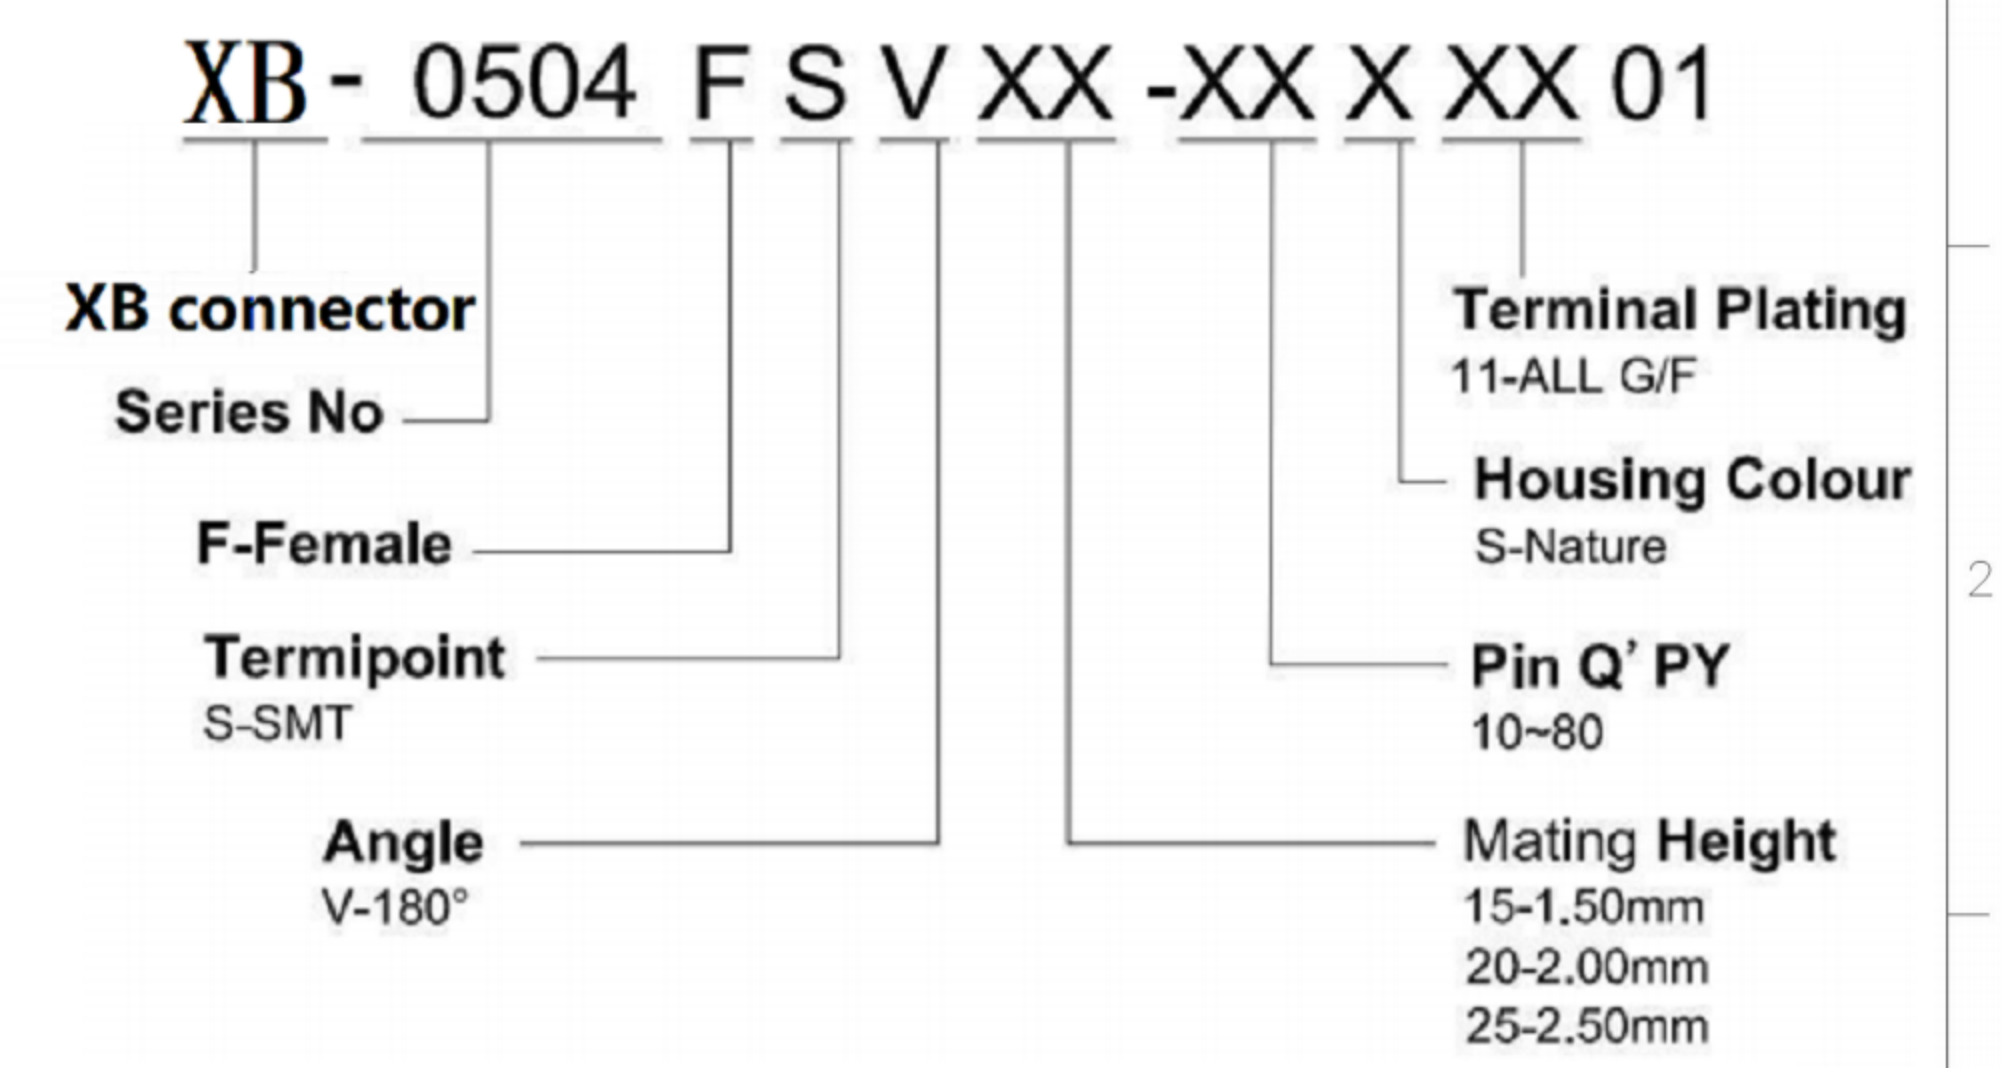 XB - 0504 F S V XX -XX X XX 01
XB connector
Series No
F-Female
Termipoint
S-SMT
Angle
V-180°
Terminal Plating
11-ALL G/F
Housing Colour
S-Nature
Pin Q’PY
10~80
Mating Height
15-1.50mm
20-2.00mm
25-2.50mm
2